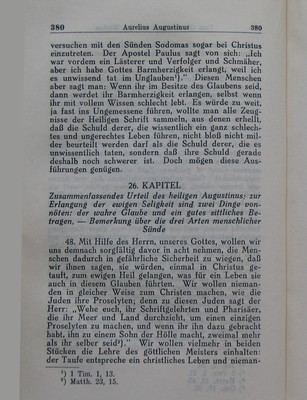 380 Aurelius Augustinus 380
versuchen mit den Sünden Sodomas sogar bei Christus
einzutreten. Der Apostel Paulus sagt von sich: „Ich
war vordem ein Lästerer und Verfolger und Schmäher,
aber ich habe Gottes Barmherzigkeit erlangt, weil ich
es unwissend tat im Unglauben¹).“ Diesen Menschen
aber sagt man: Wenn ihr im Besitze des Glaubens seid,
dann werdet ihr Barmherzigkeit erlangen, selbst wenn
ihr mit vollem Wissen schlecht lebt. Es würde zu weit,
ja fast ins Ungemessene führen, wollte man alle Zeug-
nisse der Heiligen Schrift sammeln, aus denen erhellt,
daß die Schuld derer, die wissentlich ein ganz schlech-
tes und ungerechtes Leben führen, nicht bloß nicht mil-
der beurteilt werden darf als die Schuld derer, die es
unwissentlich taten, sondern daß ihre Schuld gerade
deshalb noch schwerer ist. Doch mögen diese Aus-
führungen genügen.
26. KAPITEL
Zusammenfassendes Urteil des heiligen Augustinus; zur
Erlangung der ewigen Seligkeit sind zwei Dinge von-
nöten: der wahre Glaube und ein gutes sittliches Be-
tragen. — Bemerkung über die drei Arten menschlicher
Sünde
48. Mit Hilfe des Herrn, unseres Gottes, wollen wir
uns demnach sorgfältig davor in acht nehmen, die Men-
schen dadurch in gefährliche Sicherheit zu wiegen, daß
wir ihnen sagen, sie würden, einmal in Christus ge-
tauft, zum ewigen Heil gelangen, was für ein Leben sie
auch in diesem Glauben führten. Wir wollen nieman-
den in gleicher Weise zum Christen machen, wie die
Juden ihre Proselyten; denn zu diesen Juden sagt der
Herr: „Wehe euch, ihr Schriftgelehrten und Pharisäer,
die ihr Meer und Land durchzieht, um einen einzigen
Proselyten zu machen, und wenn ihr ihn dazu gebracht
habt, ihn zu einem Sohn der Hölle macht, zweimal mehr
als ihr selber seid²).“ Wir wollen vielmehr in beiden
Stücken die Lehre des göttlichen Meisters einhalten:
der Taufe entspreche ein christliches Leben und nieman-
¹) 1 Tim. 1, 13.
²) Matth. 23, 15.